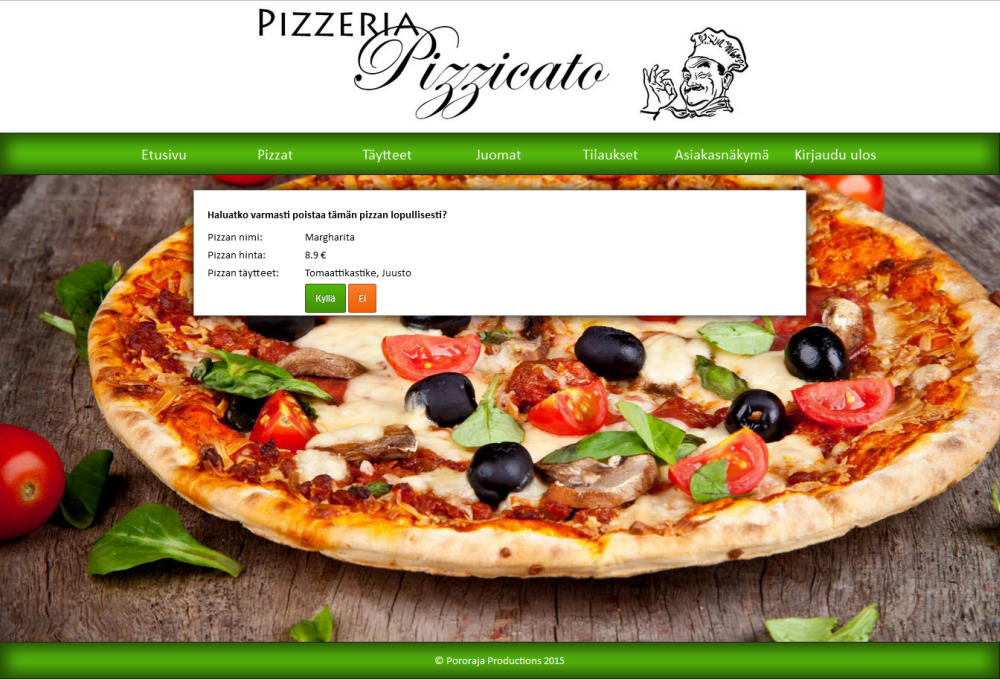 PIZZERIA
Pizzicato
Etusivu Pizzat Täytteet Juomat Tilaukset Asiakasnäkymä Kirjaudu ulos
Haluatko varmasti poistaa tämän pizzan lopullisesti?
Pizzan nimi: Margharita
Pizzan hinta: 8.9 €
Pizzan täytteet: Tomaattikastike, Juusto
Kyllä Ei
© Pororaja Productions 2015